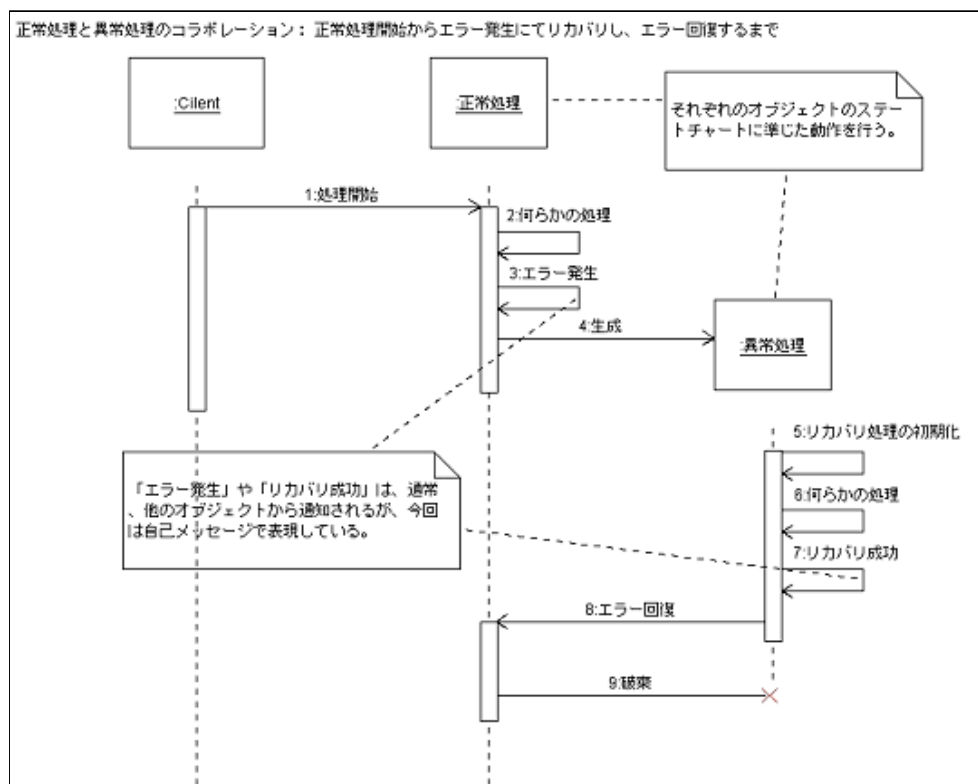 正常処理と異常処理のコラボレーション： 正常処理開始からエラー発生にてリカバリし、エラー回復するまで
:Cilent
:正常処理
それぞれのオブジェクトのステー
トチャートに準じた動作を行う。
1:処理開始
2:何らかの処理
3:エラー発生
4:生成
:異常処理
5:リカバリ処理の初期化
「エラー発生」や「リカバリ成功」は、通常
、他のオブジェクトから通知されるが、今回
は自己メッセージで表現している。
6:何らかの処理
7:リカバリ成功
8:エラー回復
9:破棄